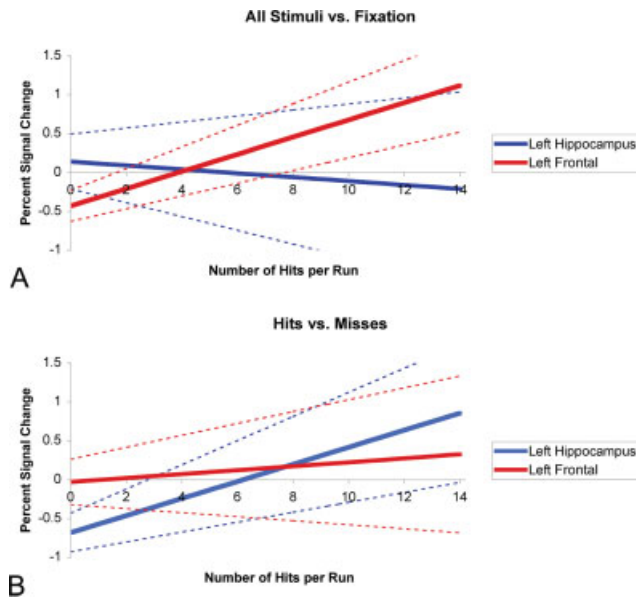 All Stimuli vs. Fixation
1.5
1
0.5
0
-0.5
-1
0 2 4 6 8 10 12 14
Percent Signal Change
Number of Hits per Run
Left Hippocampus
Left Frontal
A
Hits vs. Misses
1.5
1
0.5
0
-0.5
-1
0 2 4 6 8 10 12 14
Percent Signal Change
Number of Hits per Run
Left Hippocampus
Left Frontal
B